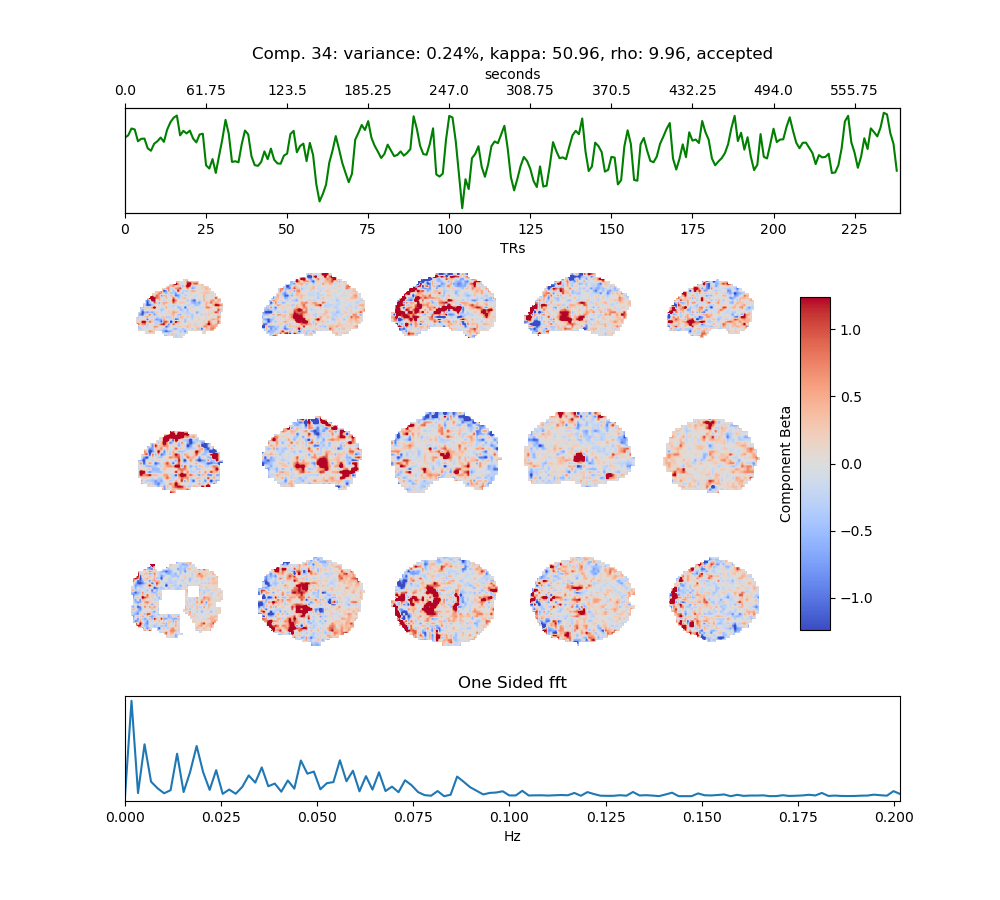 Comp. 34: variance: 0.24%, kappa: 50.96, rho: 9.96, accepted
seconds
0.0 61.75 123.5 185.25 247.0 308.75 370.5 432.25 494.0 555.75
0 25 50 75 100 125 150 175 200 225
TRs
1.0
0.5
0.0
−0.5
−1.0
Component Beta
One Sided fft
0.000 0.025 0.050 0.075 0.100 0.125 0.150 0.175 0.200
Hz